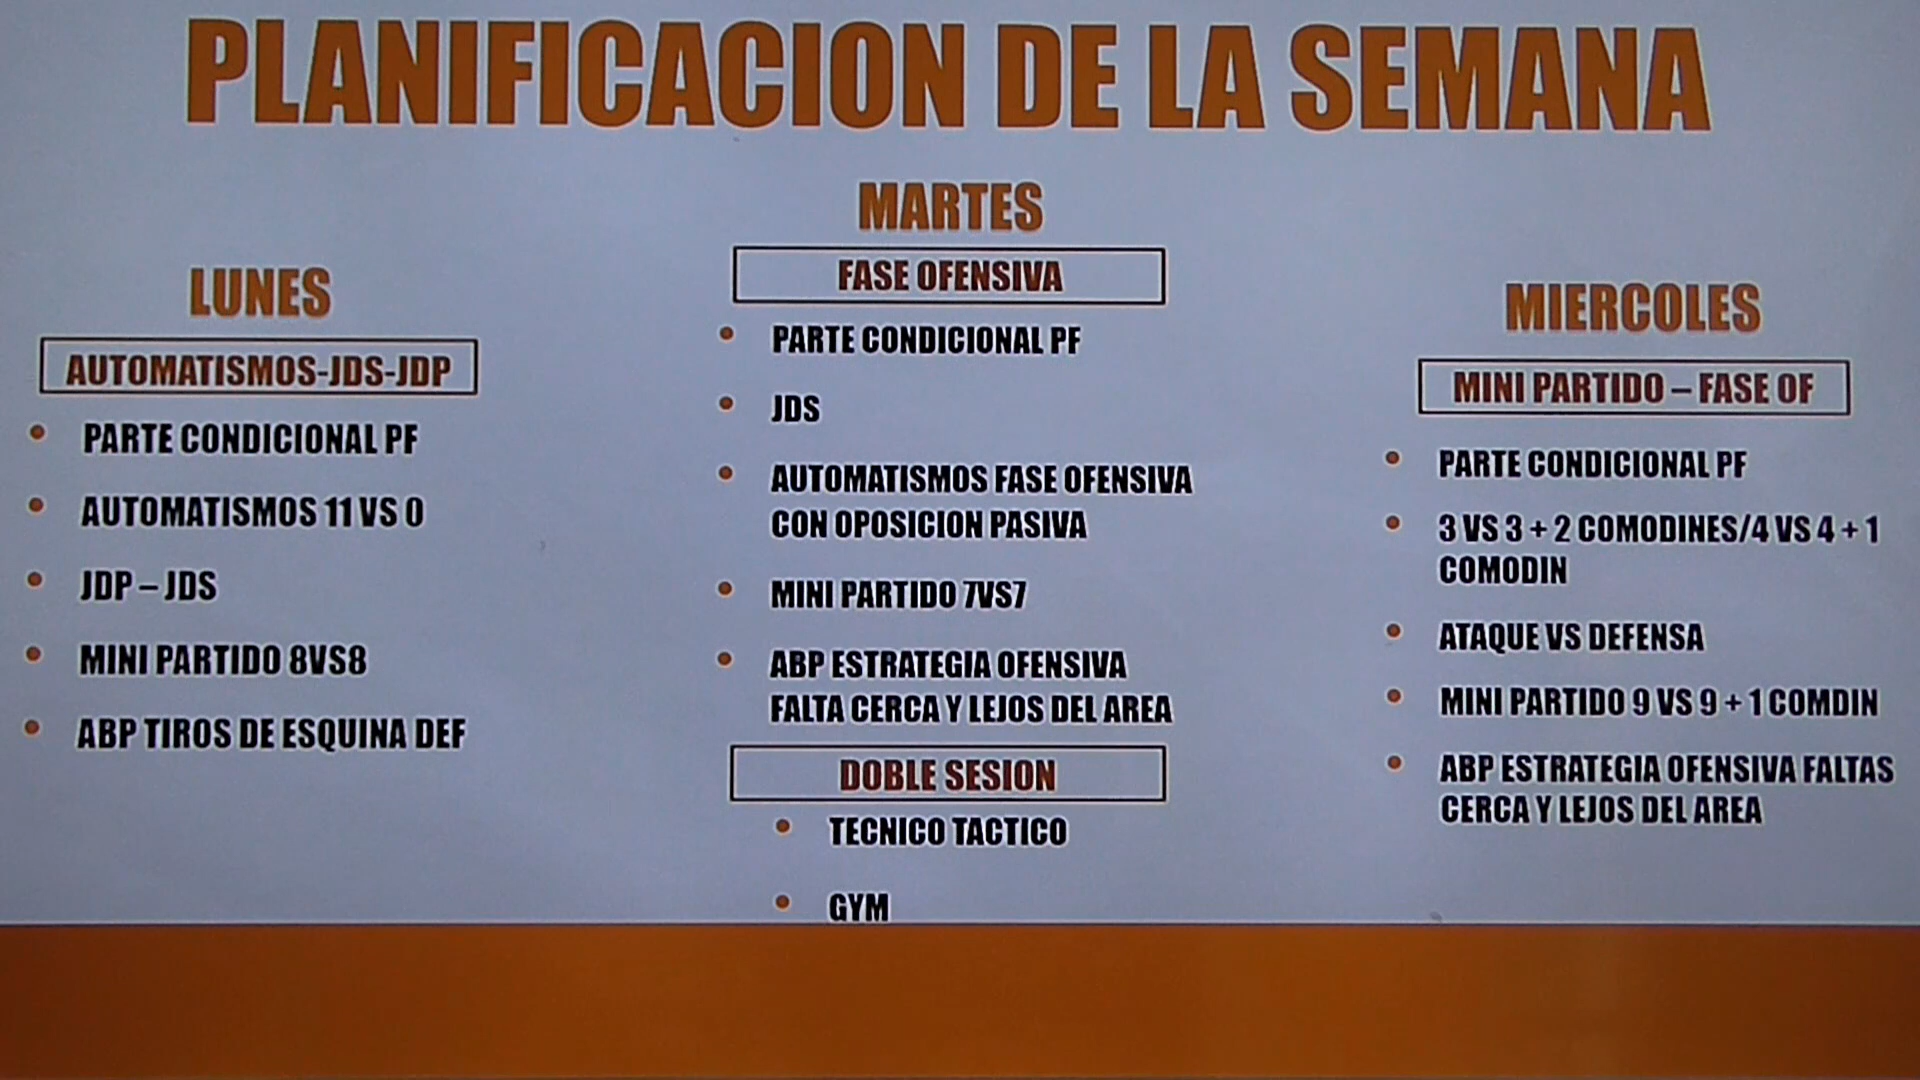 PLANIFICACION DE LA SEMANA
LUNES
AUTOMATISMOS-JDS-JDP
• PARTE CONDICIONAL PF
• AUTOMATISMOS 11 VS 0
• JDP – JDS
• MINI PARTIDO 8VS8
• ABP TIROS DE ESQUINA DEF
MARTES
FASE OFENSIVA
• PARTE CONDICIONAL PF
• JDS
• AUTOMATISMOS FASE OFENSIVA
CON OPOSICION PASIVA
• MINI PARTIDO 7VS7
• ABP ESTRATEGIA OFENSIVA
FALTA CERCA Y LEJOS DEL AREA
DOBLE SESION
• TECNICO TACTICO
• GYM
MIERCOLES
MINI PARTIDO – FASE OF
• PARTE CONDICIONAL PF
• 3 VS 3 + 2 COMODINES/4 VS 4 + 1
COMODIN
• ATAQUE VS DEFENSA
• MINI PARTIDO 9 VS 9 + 1 COMDIN
• ABP ESTRATEGIA OFENSIVA FALTAS
CERCA Y LEJOS DEL AREA